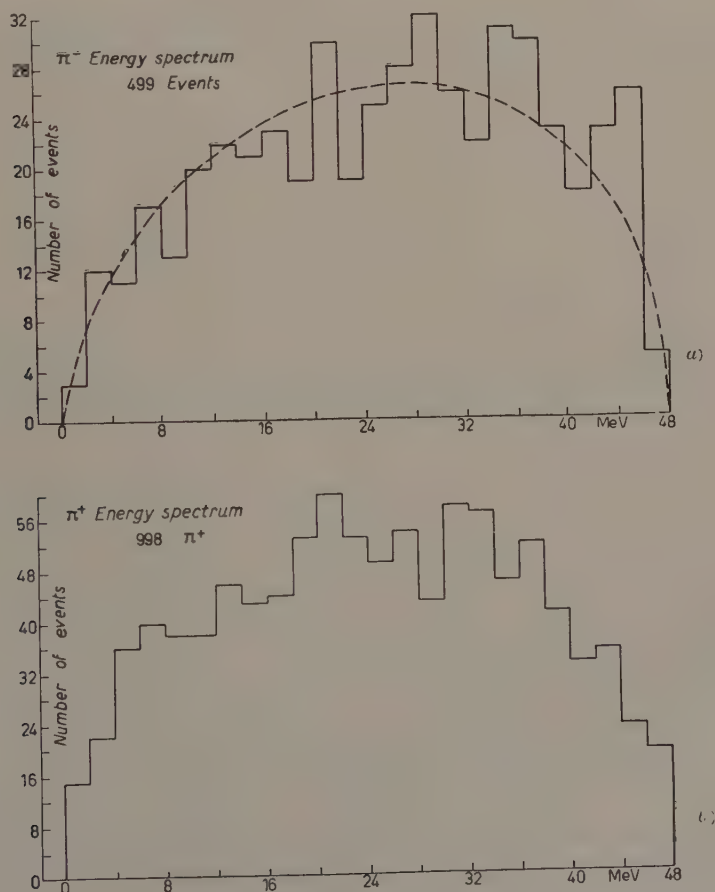 32
π⁻ Energy spectrum
499 Events
28
24
20
16
12
8
4
0
Number of events
0 8 16 24 32 40 MeV 48
a)
π⁺ Energy spectrum
998 π⁺
56
48
40
32
24
16
8
0
Number of events
0 8 16 24 32 40 MeV 48